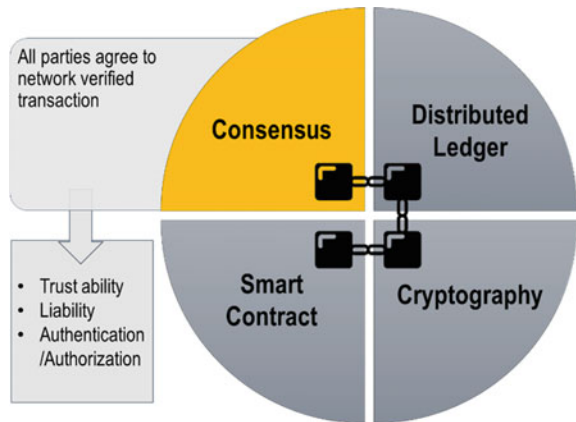 All parties agree to
network verified
transaction
Consensus
Distributed
Ledger
• Trust ability
• Liability
• Authentication
/Authorization
Smart
Contract
Cryptography